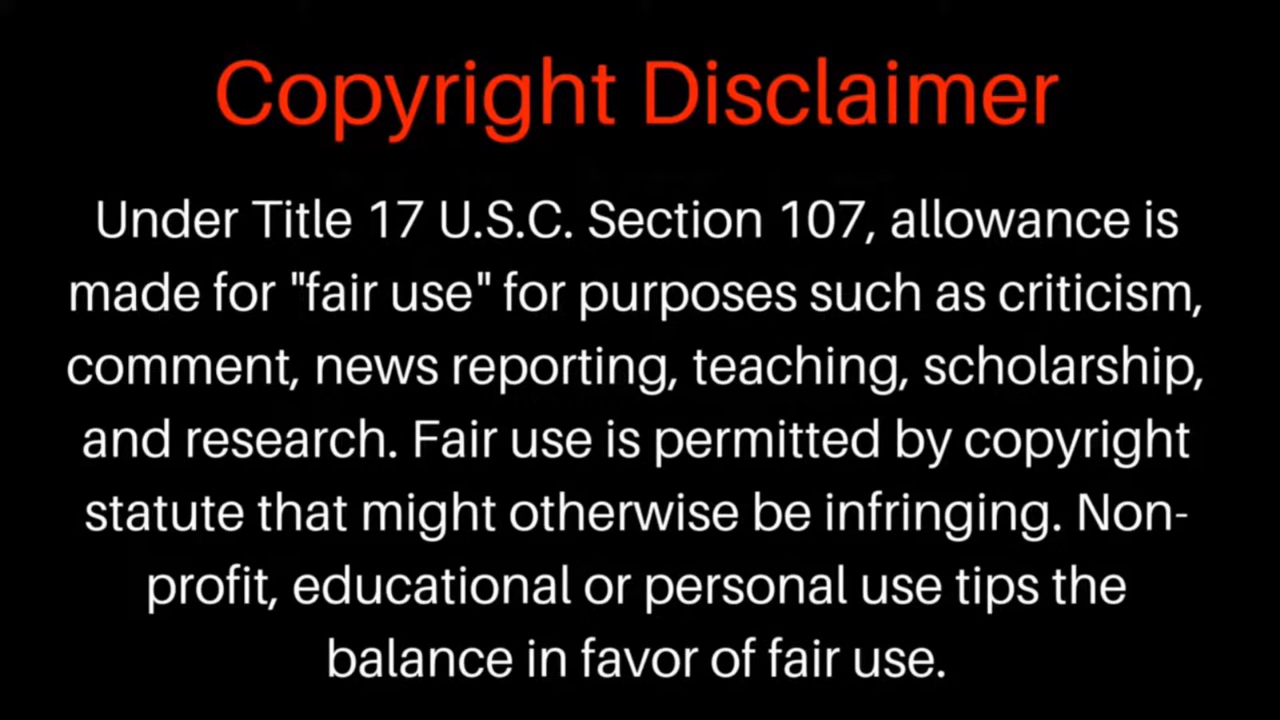 Copyright Disclaimer
Under Title 17 U.S.C. Section 107, allowance is
made for "fair use" for purposes such as criticism,
comment, news reporting, teaching, scholarship,
and research. Fair use is permitted by copyright
statute that might otherwise be infringing. Non-
profit, educational or personal use tips the
balance in favor of fair use.